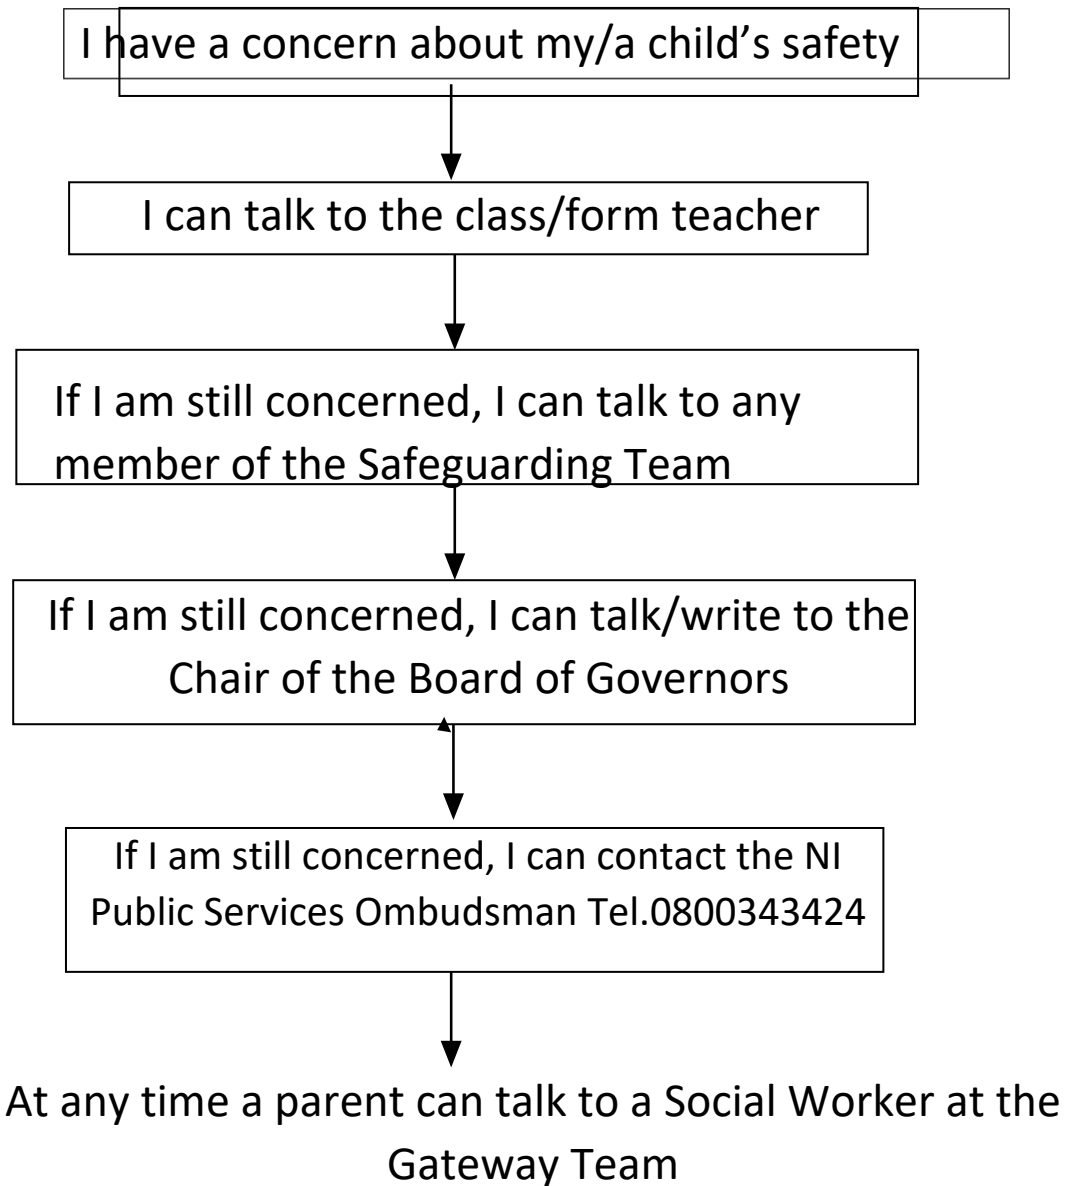 I have a concern about my/a child’s safety
I can talk to the class/form teacher
If I am still concerned, I can talk to any
member of the Safeguarding Team
If I am still concerned, I can talk/write to the
Chair of the Board of Governors
If I am still concerned, I can contact the NI
Public Services Ombudsman Tel.0800343424
At any time a parent can talk to a Social Worker at the
Gateway Team